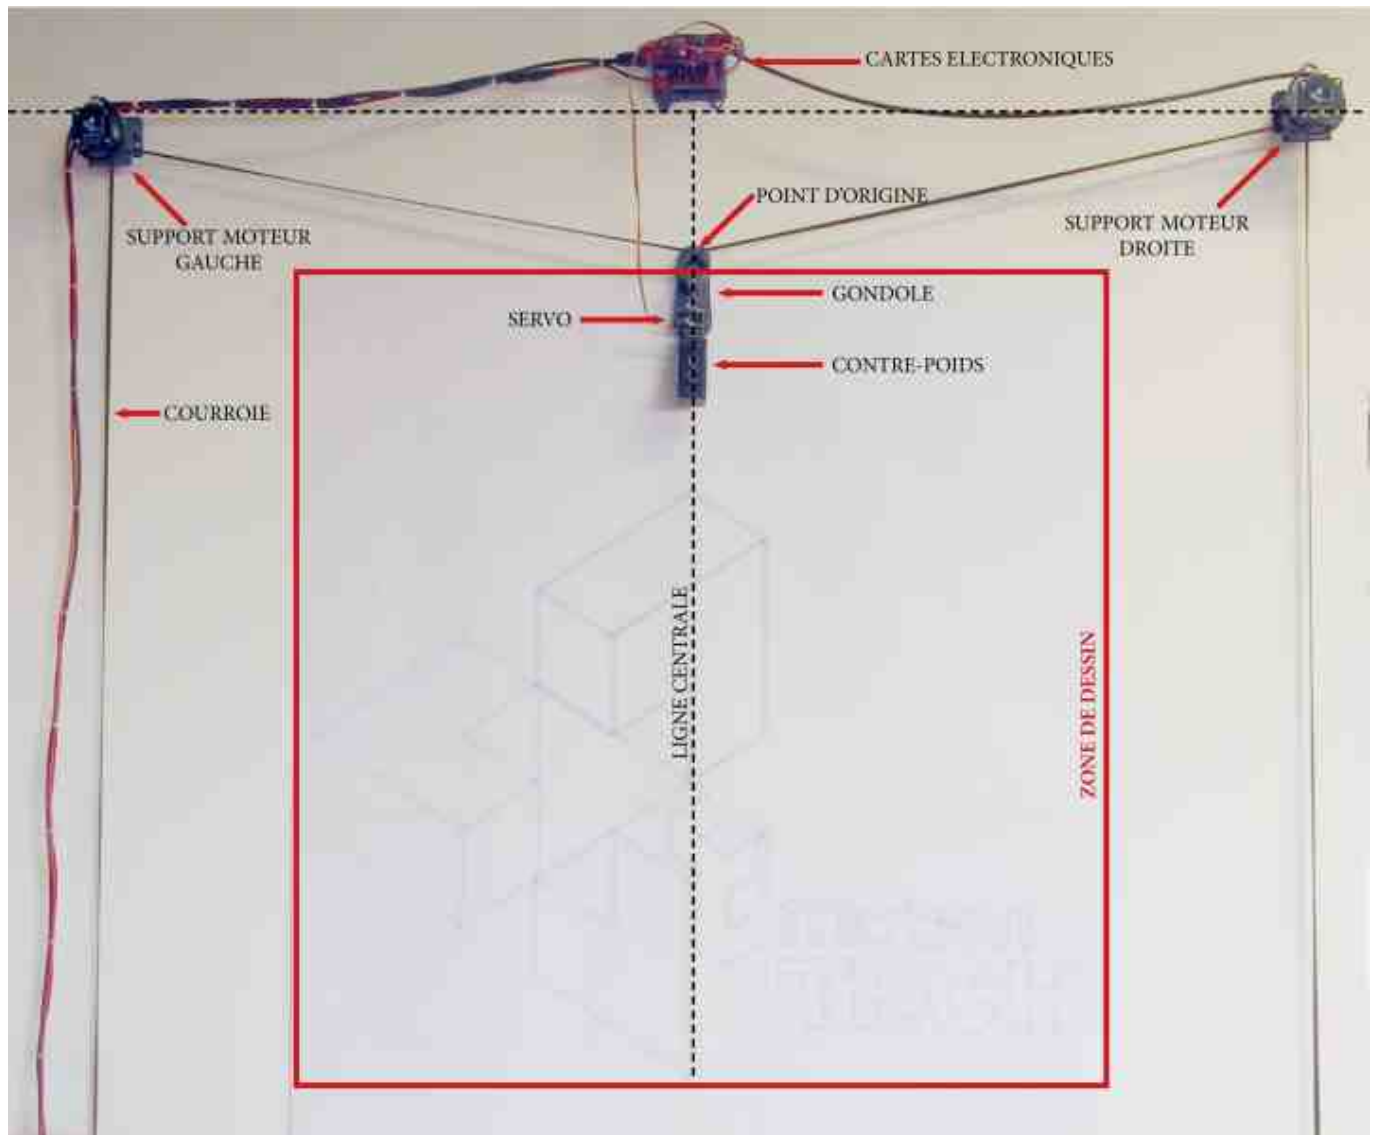 CARTES ELECTRONIQUES
POINT D'ORIGINE
SUPPORT MOTEUR
GAUCHE
SUPPORT MOTEUR
DROITE
GONDOLE
SERVO
CONTRE-POIDS
COURROIE
LIGNE CENTRALE
ZONE DE DESSIN